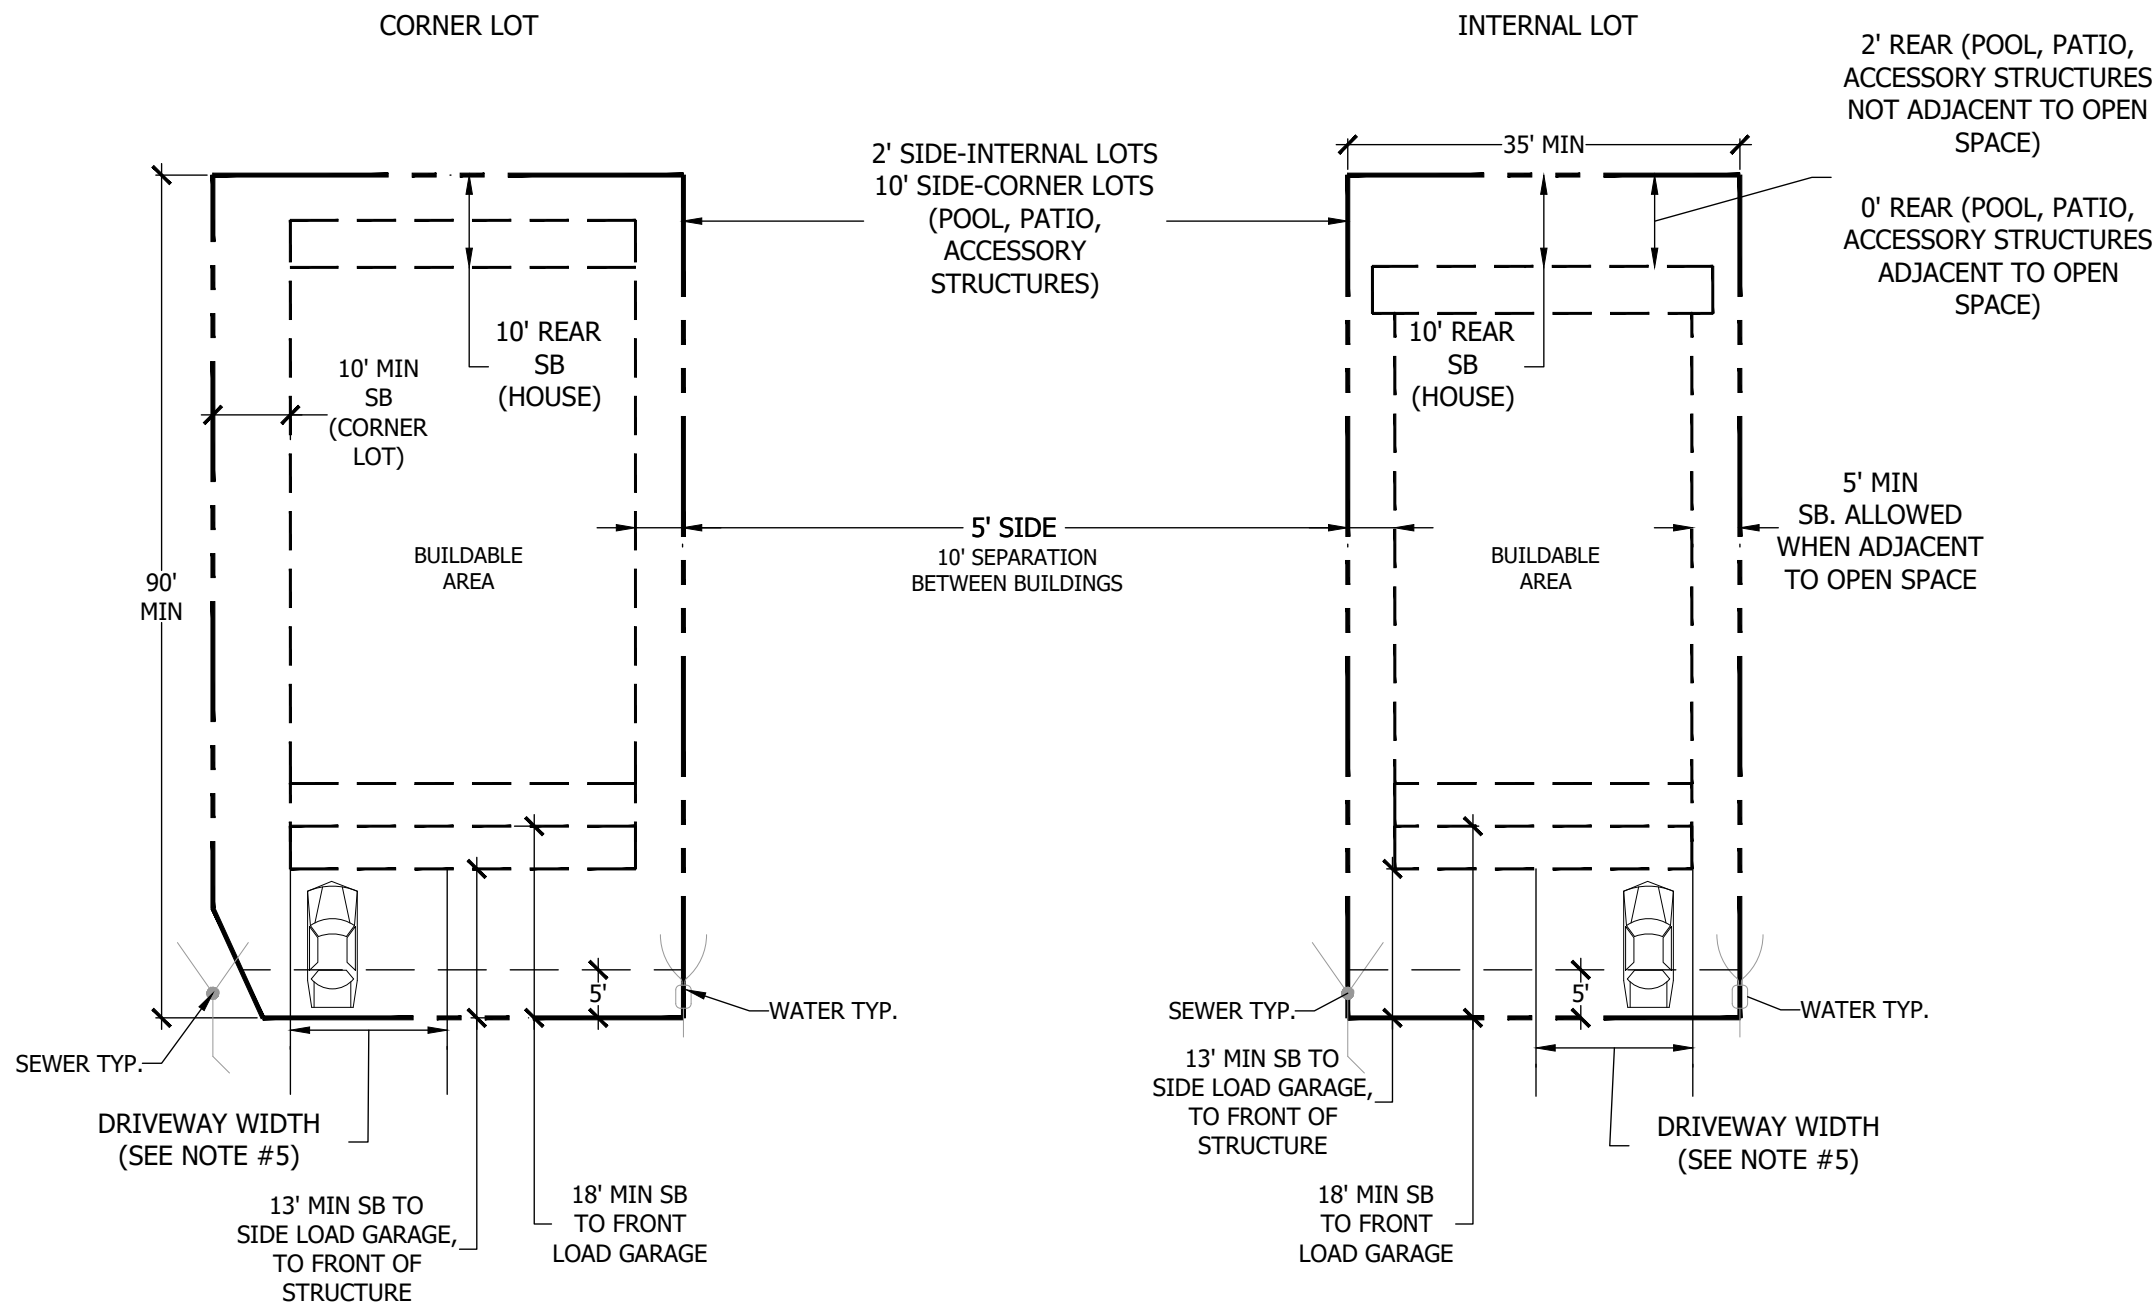 CORNER LOT
INTERNAL LOT
2' REAR (POOL, PATIO,
ACCESSORY STRUCTURES
NOT ADJACENT TO OPEN
SPACE)
0' REAR (POOL, PATIO,
ACCESSORY STRUCTURES
ADJACENT TO OPEN
SPACE)
35' MIN
2' SIDE-INTERNAL LOTS
10' SIDE-CORNER LOTS
(POOL, PATIO,
ACCESSORY
STRUCTURES)
10' REAR
SB
(HOUSE)
10' MIN
SB
(CORNER
LOT)
10' REAR
SB
(HOUSE)
90'
MIN
BUILDABLE
AREA
5' SIDE
10' SEPARATION
BETWEEN BUILDINGS
BUILDABLE
AREA
5' MIN
SB. ALLOWED
WHEN ADJACENT
TO OPEN SPACE
5'
5'
SEWER TYP.
WATER TYP.
SEWER TYP.
WATER TYP.
DRIVEWAY WIDTH
(SEE NOTE #5)
13' MIN SB TO
SIDE LOAD GARAGE,
TO FRONT OF
STRUCTURE
18' MIN SB
TO FRONT
LOAD GARAGE
13' MIN SB TO
SIDE LOAD GARAGE,
TO FRONT OF
STRUCTURE
18' MIN SB
TO FRONT
LOAD GARAGE
DRIVEWAY WIDTH
(SEE NOTE #5)